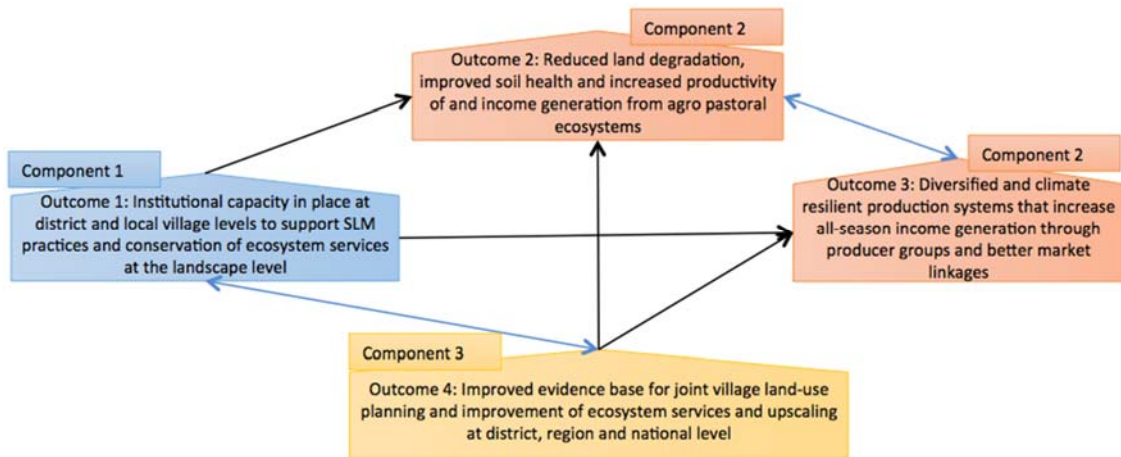 Component 2
Outcome 2: Reduced land degradation,
improved soil health and increased productivity
of and income generation from agro pastoral
ecosystems
Component 1
Outcome 1: Institutional capacity in place at
district and local village levels to support SLM
practices and conservation of ecosystem services
at the landscape level
Component 2
Outcome 3: Diversified and climate
resilient production systems that increase
all-season income generation through
producer groups and better market
linkages
Component 3
Outcome 4: Improved evidence base for joint village land-use
planning and improvement of ecosystem services and upscaling
at district, region and national level